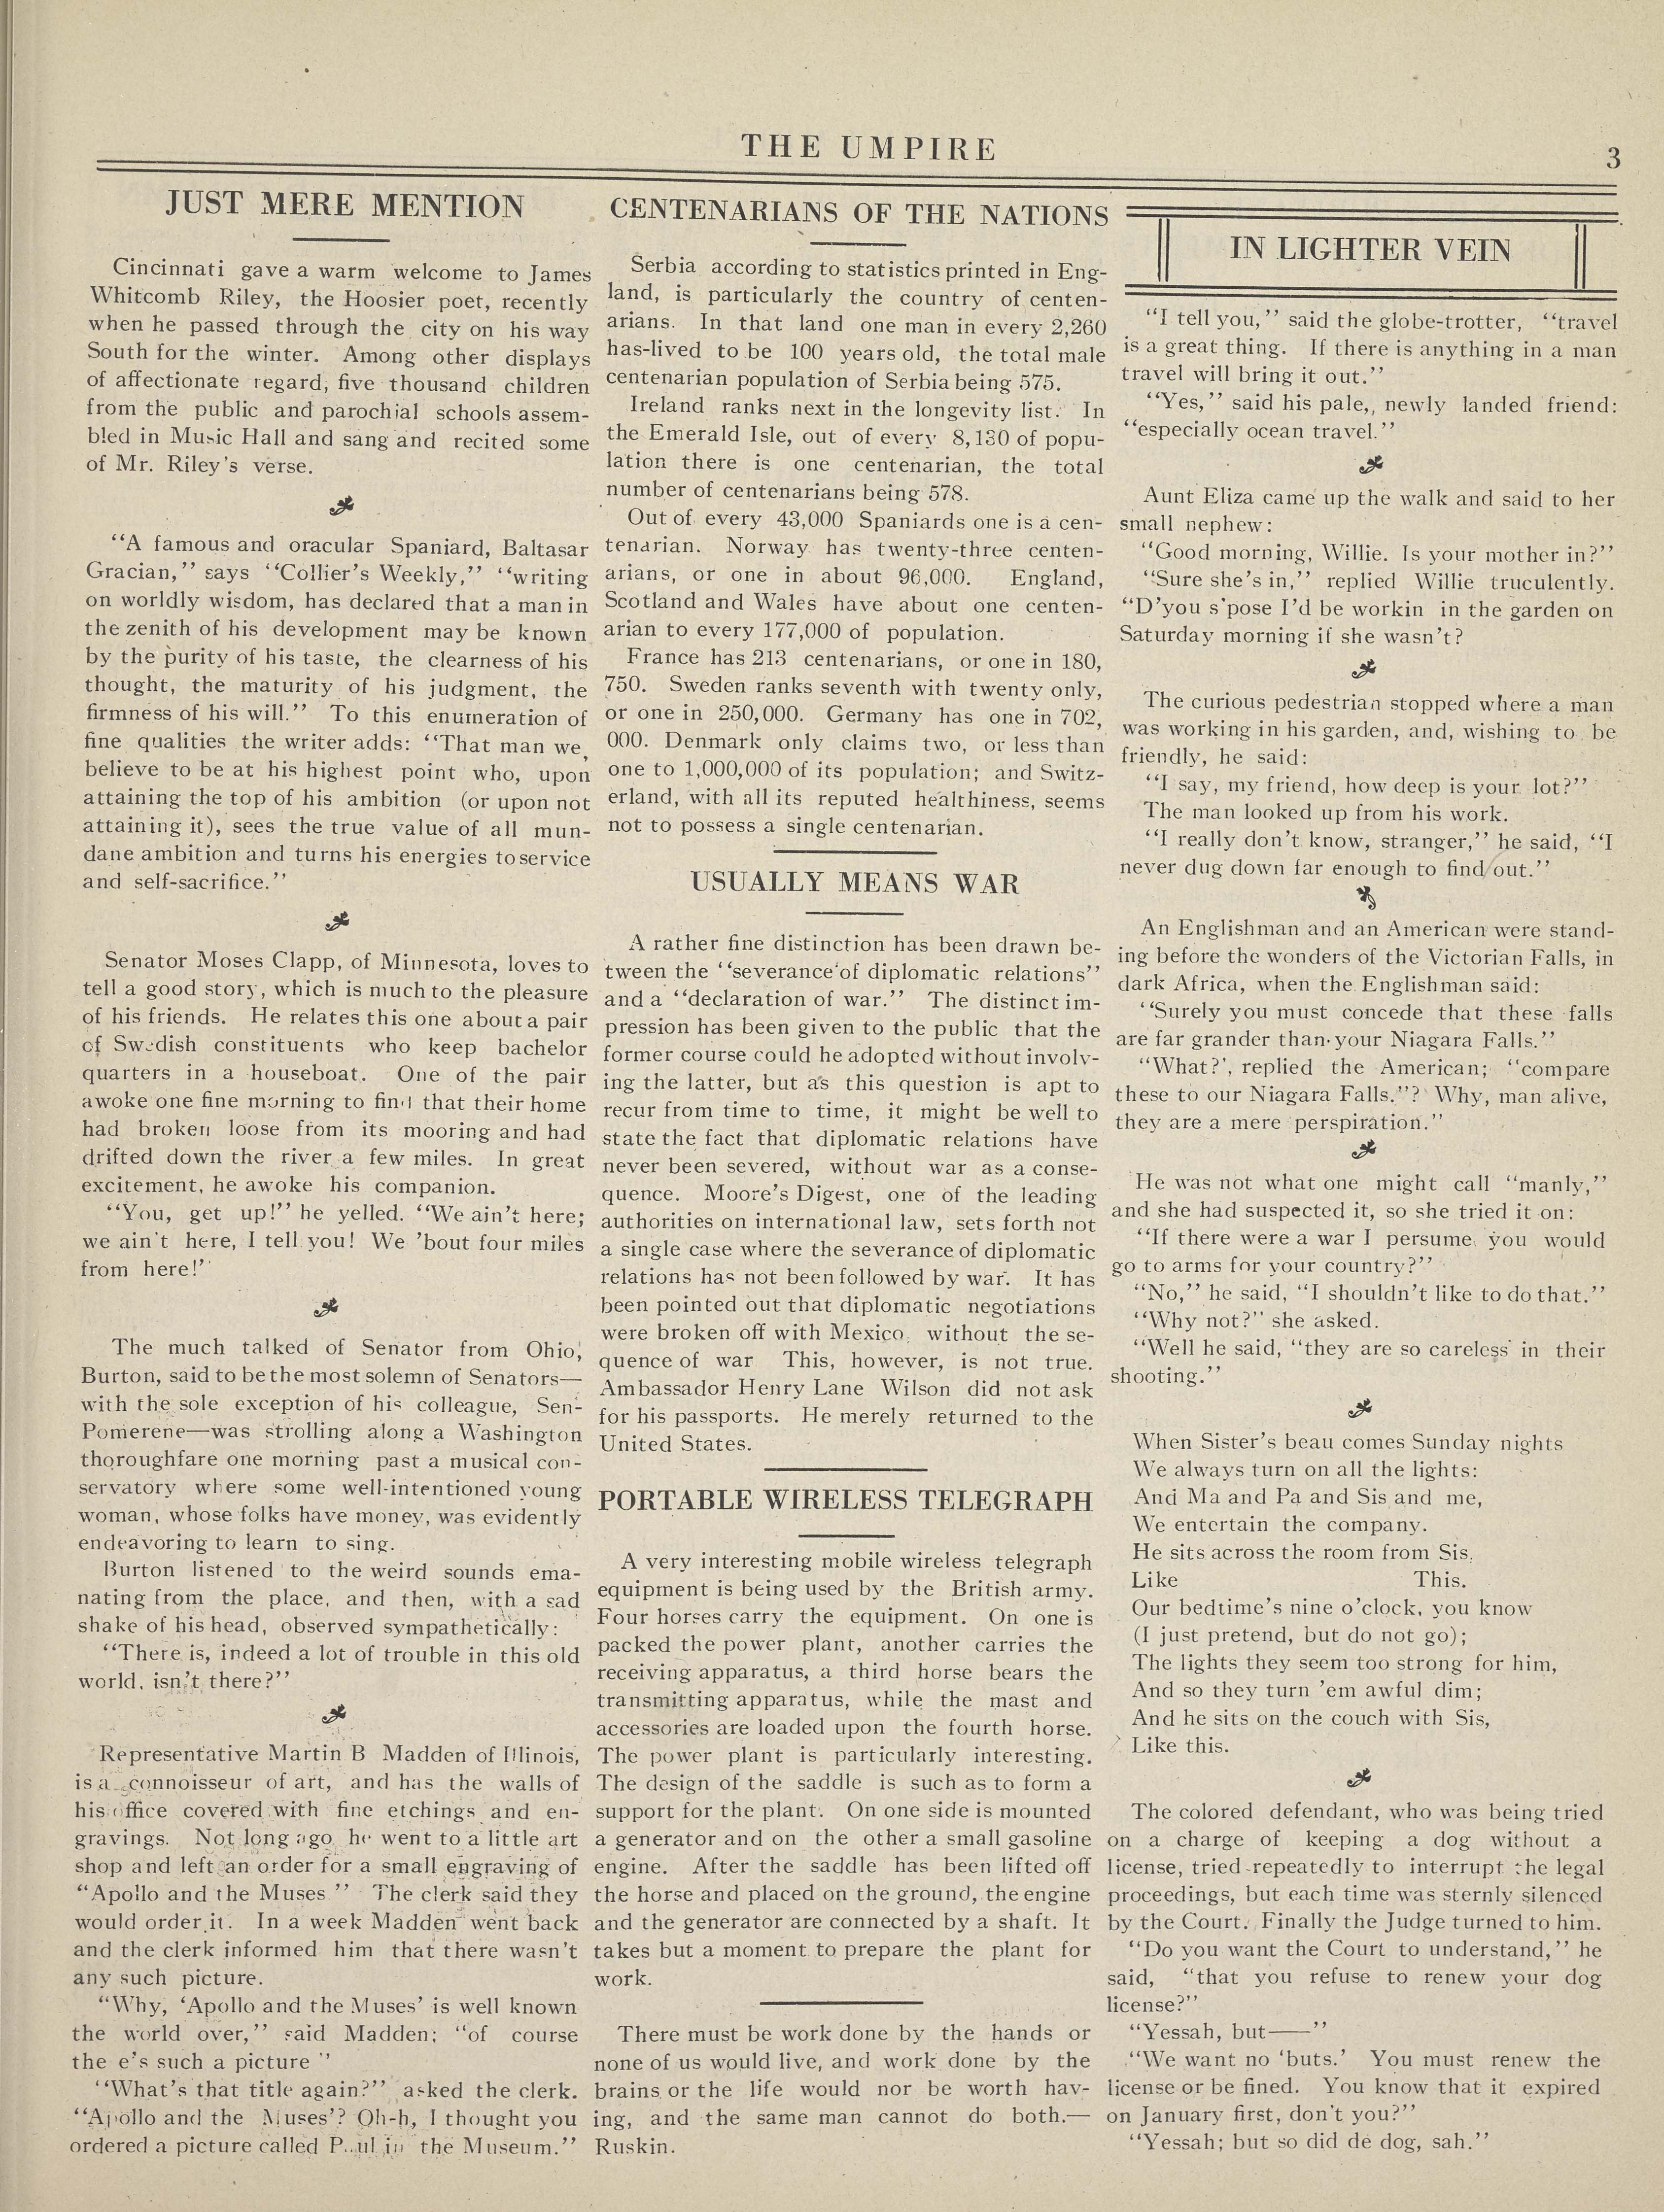 THE UMPIRE
3
JUST MERE MENTION
Cincinnati gave a warm welcome to James
Whitcomb Riley, the Hoosier poet, recently
when he passed through the city on his way
South for the winter. Among other displays
of affectionate regard, five thousand children
from the public and parochial schools assem-
bled in Music Hall and sang and recited some
of Mr. Riley's verse.
"A famous and oracular Spaniard, Baltasar
Gracian," says "Collier's Weekly," "writing
on worldly wisdom, has declared that a man in
the zenith of his development may be known
by the purity of his taste, the clearness of his
thought, the maturity of his judgment, the
firmness of his will." To this enumeration of
fine qualities the writer adds: "That man we
believe to be at his highest point who, upon
attaining the top of his ambition (or upon not
attaining it), sees the true value of all mun-
dane ambition and turns his energies to service
and self-sacrifice."
Senator Moses Clapp, of Minnesota, loves to
tell a good story, which is much to the pleasure
of his friends. He relates this one about a pair
of Swedish constituents who keep bachelor
quarters in a houseboat. One of the pair
awoke one fine morning to find that their home
had broken loose from its mooring and had
drifted down the river a few miles. In great
excitement, he awoke his companion.
"You, get up!" he yelled. "We ain't here;
we ain't here, I tell you! We 'bout four miles
from here!"
The much talked of Senator from Ohio,
Burton, said to be the most solemn of Senators—
with the sole exception of his colleague, Sen-
Pomerene—was strolling along a Washington
thoroughfare one morning past a musical con-
servatory where some well-intentioned young
woman, whose folks have money, was evidently
endeavoring to learn to sing.
Burton listened to the weird sounds ema-
nating from the place, and then, with a sad
shake of his head, observed sympathetically:
"There is, indeed a lot of trouble in this old
world, isn't there?"
Representative Martin B Madden of Illinois,
is a connoisseur of art, and has the walls of
his office covered with fine etchings and en-
gravings. Not long ago he went to a little art
shop and left an order for a small engraving of
"Apollo and the Muses" The clerk said they
would order it. In a week Madden went back
and the clerk informed him that there wasn't
any such picture.
"Why, 'Apollo and the Muses' is well known
the world over," said Madden; "of course
the e's such a picture"
"What's that title again?" asked the clerk.
"Apollo and the Muses'? Oh-h, I thought you
ordered a picture called Paul in the Museum."
CENTENARIANS OF THE NATIONS
Serbia according to statistics printed in Eng-
land, is particularly the country of centen-
arians. In that land one man in every 2,260
has-lived to be 100 years old, the total male
centenarian population of Serbia being 575.
Ireland ranks next in the longevity list. In
the Emerald Isle, out of every 8,130 of popu-
lation there is one centenarian, the total
number of centenarians being 578.
Out of every 43,000 Spaniards one is a cen-
tenarian. Norway has twenty-three centen-
arians, or one in about 96,000. England,
Scotland and Wales have about one centen-
arian to every 177,000 of population.
France has 213 centenarians, or one in 180,
750. Sweden ranks seventh with twenty only,
or one in 250,000. Germany has one in 702,
000. Denmark only claims two, or less than
one to 1,000,000 of its population; and Switz-
erland, with all its reputed healthiness, seems
not to possess a single centenarian.
USUALLY MEANS WAR
A rather fine distinction has been drawn be-
tween the "severance of diplomatic relations"
and a "declaration of war." The distinct im-
pression has been given to the public that the
former course could he adopted without involv-
ing the latter, but as this question is apt to
recur from time to time, it might be well to
state the fact that diplomatic relations have
never been severed, without war as a conse-
quence. Moore's Digest, one of the leading
authorities on international law, sets forth not
a single case where the severance of diplomatic
relations has not been followed by war. It has
been pointed out that diplomatic negotiations
were broken off with Mexico, without the se-
quence of war This, however, is not true.
Ambassador Henry Lane Wilson did not ask
for his passports. He merely returned to the
United States.
PORTABLE WIRELESS TELEGRAPH
A very interesting mobile wireless telegraph
equipment is being used by the British army.
Four horses carry the equipment. On one is
packed the power plant, another carries the
receiving apparatus, a third horse bears the
transmitting apparatus, while the mast and
accessories are loaded upon the fourth horse.
The power plant is particularly interesting.
The design of the saddle is such as to form a
support for the plant. On one side is mounted
a generator and on the other a small gasoline
engine. After the saddle has been lifted off
the horse and placed on the ground, the engine
and the generator are connected by a shaft. It
takes but a moment to prepare the plant for
work.
There must be work done by the hands or
none of us would live, and work done by the
brains or the life would nor be worth hav-
ing, and the same man cannot do both.—
Ruskin.
IN LIGHTER VEIN
"I tell you," said the globe-trotter, "travel
is a great thing. If there is anything in a man
travel will bring it out."
"Yes," said his pale, newly landed friend:
"especially ocean travel."
Aunt Eliza came up the walk and said to her
small nephew:
"Good morning, Willie. Is your mother in?"
"Sure she's in," replied Willie truculently.
"D'you s'pose I'd be workin in the garden on
Saturday morning if she wasn't?
The curious pedestrian stopped where a man
was working in his garden, and, wishing to be
friendly, he said:
"I say, my friend, how deep is your lot?"
The man looked up from his work.
"I really don't know, stranger," he said, "I
never dug down far enough to find out."
An Englishman and an American were stand-
ing before the wonders of the Victorian Falls, in
dark Africa, when the Englishman said:
"Surely you must concede that these falls
are far grander than your Niagara Falls."
"What?', replied the American; "compare
these to our Niagara Falls."? Why, man alive,
they are a mere perspiration."
He was not what one might call "manly,"
and she had suspected it, so she tried it on:
"If there were a war I persume you would
go to arms for your country?"
"No," he said, "I shouldn't like to do that."
"Why not?" she asked.
"Well he said, "they are so careless in their
shooting."
When Sister's beau comes Sunday nights
We always turn on all the lights:
And Ma and Pa and Sis and me,
We entertain the company.
He sits across the room from Sis.
Like This.
Our bedtime's nine o'clock, you know
(I just pretend, but do not go);
The lights they seem too strong for him,
And so they turn 'em awful dim;
And he sits on the couch with Sis,
Like this.
The colored defendant, who was being tried
on a charge of keeping a dog without a
license, tried repeatedly to interrupt the legal
proceedings, but each time was sternly silenced
by the Court. Finally the Judge turned to him.
"Do you want the Court to understand," he
said, "that you refuse to renew your dog
license?"
"Yessah, but——"
"We want no 'buts.' You must renew the
license or be fined. You know that it expired
on January first, don't you?"
"Yessah; but so did de dog, sah."